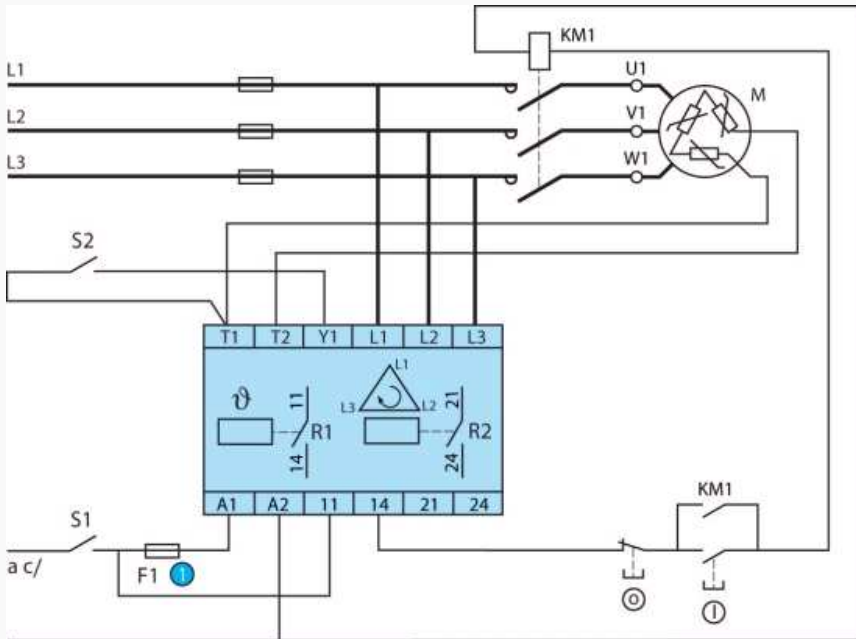 KM1
L1
U1
M
L2
V1
L3
W1
S2
T1 T2 Y1 L1 L2 L3
L1
ϑ
11
L3 L2
21
R1
R2
14
24
A1 A2 11 14 21 24
KM1
S1
a c/
F1 1
O
I